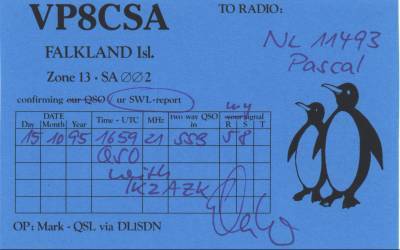 VP8CSA
TO RADIO:
NL 11493
Pascal
FALKLAND Isl.
Zone 13 · SA ØØ2
confirming our QSO / ur SWL-report
my
Day DATE Month Year Time - UTC MHz two way QSO in your signal R S T
15 10 95 1659 21 SSB 5 8
QSO
with
IK2AZK
OP: Mark - QSL via DL1SDN